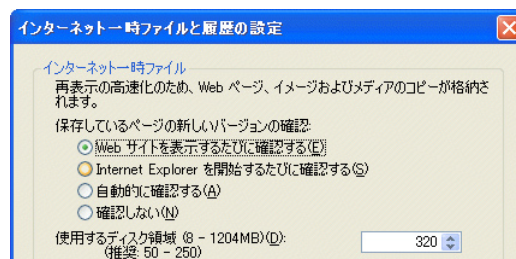 インターネット一時ファイルと履歴の設定
インターネット一時ファイル
再表示の高速化のため、Web ページ、イメージおよびメディアのコピーが格納さ
れます。
保存しているページの新しいバージョンの確認:
Web サイトを表示するたびに確認する(E)
Internet Explorer を開始するたびに確認する(S)
自動的に確認する(A)
確認しない(N)
使用するディスク領域 (8 - 1204MB)(D):
320
(推奨: 50 - 250)